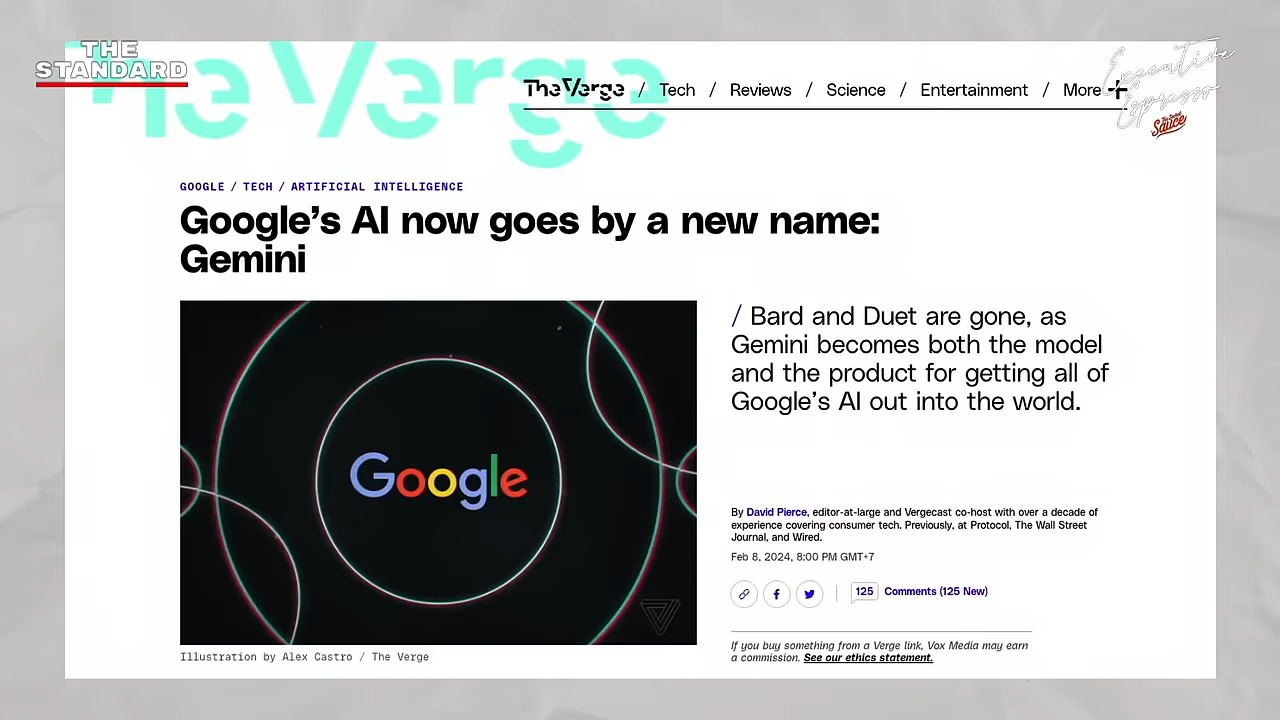 THE
STANDARD
The Verge
TheVerge / Tech / Reviews / Science / Entertainment / More +
Executive
Espresso
The Secret
Sauce
GOOGLE / TECH / ARTIFICIAL INTELLIGENCE
Google’s AI now goes by a new name:
Gemini
Google
/ Bard and Duet are gone, as
Gemini becomes both the model
and the product for getting all of
Google’s AI out into the world.
By David Pierce, editor-at-large and Vergecast co-host with over a decade of
experience covering consumer tech. Previously, at Protocol, The Wall Street
Journal, and Wired.
Feb 8, 2024, 8:00 PM GMT+7
125 Comments (125 New)
If you buy something from a Verge link, Vox Media may earn
a commission. See our ethics statement.
Illustration by Alex Castro / The Verge